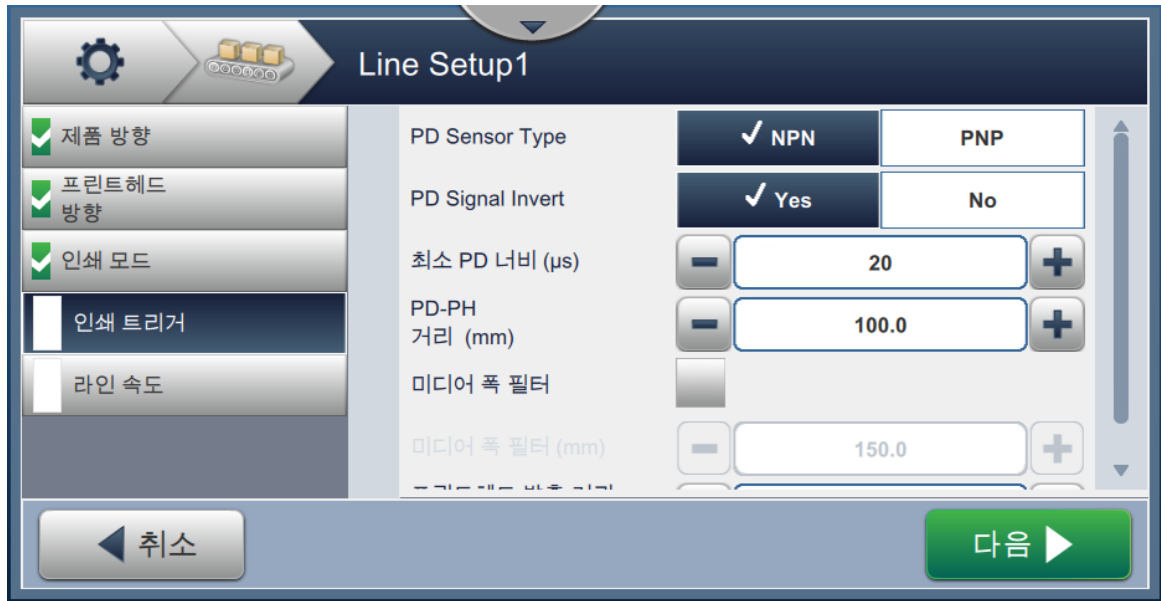 Line Setup1
제품 방향
프린트헤드
방향
인쇄 모드
인쇄 트리거
라인 속도
PD Sensor Type
NPN
PNP
PD Signal Invert
Yes
No
최소 PD 너비 (µs)
20
PD-PH
거리 (mm)
100.0
미디어 폭 필터
미디어 폭 필터 (mm)
150.0
취소
다음